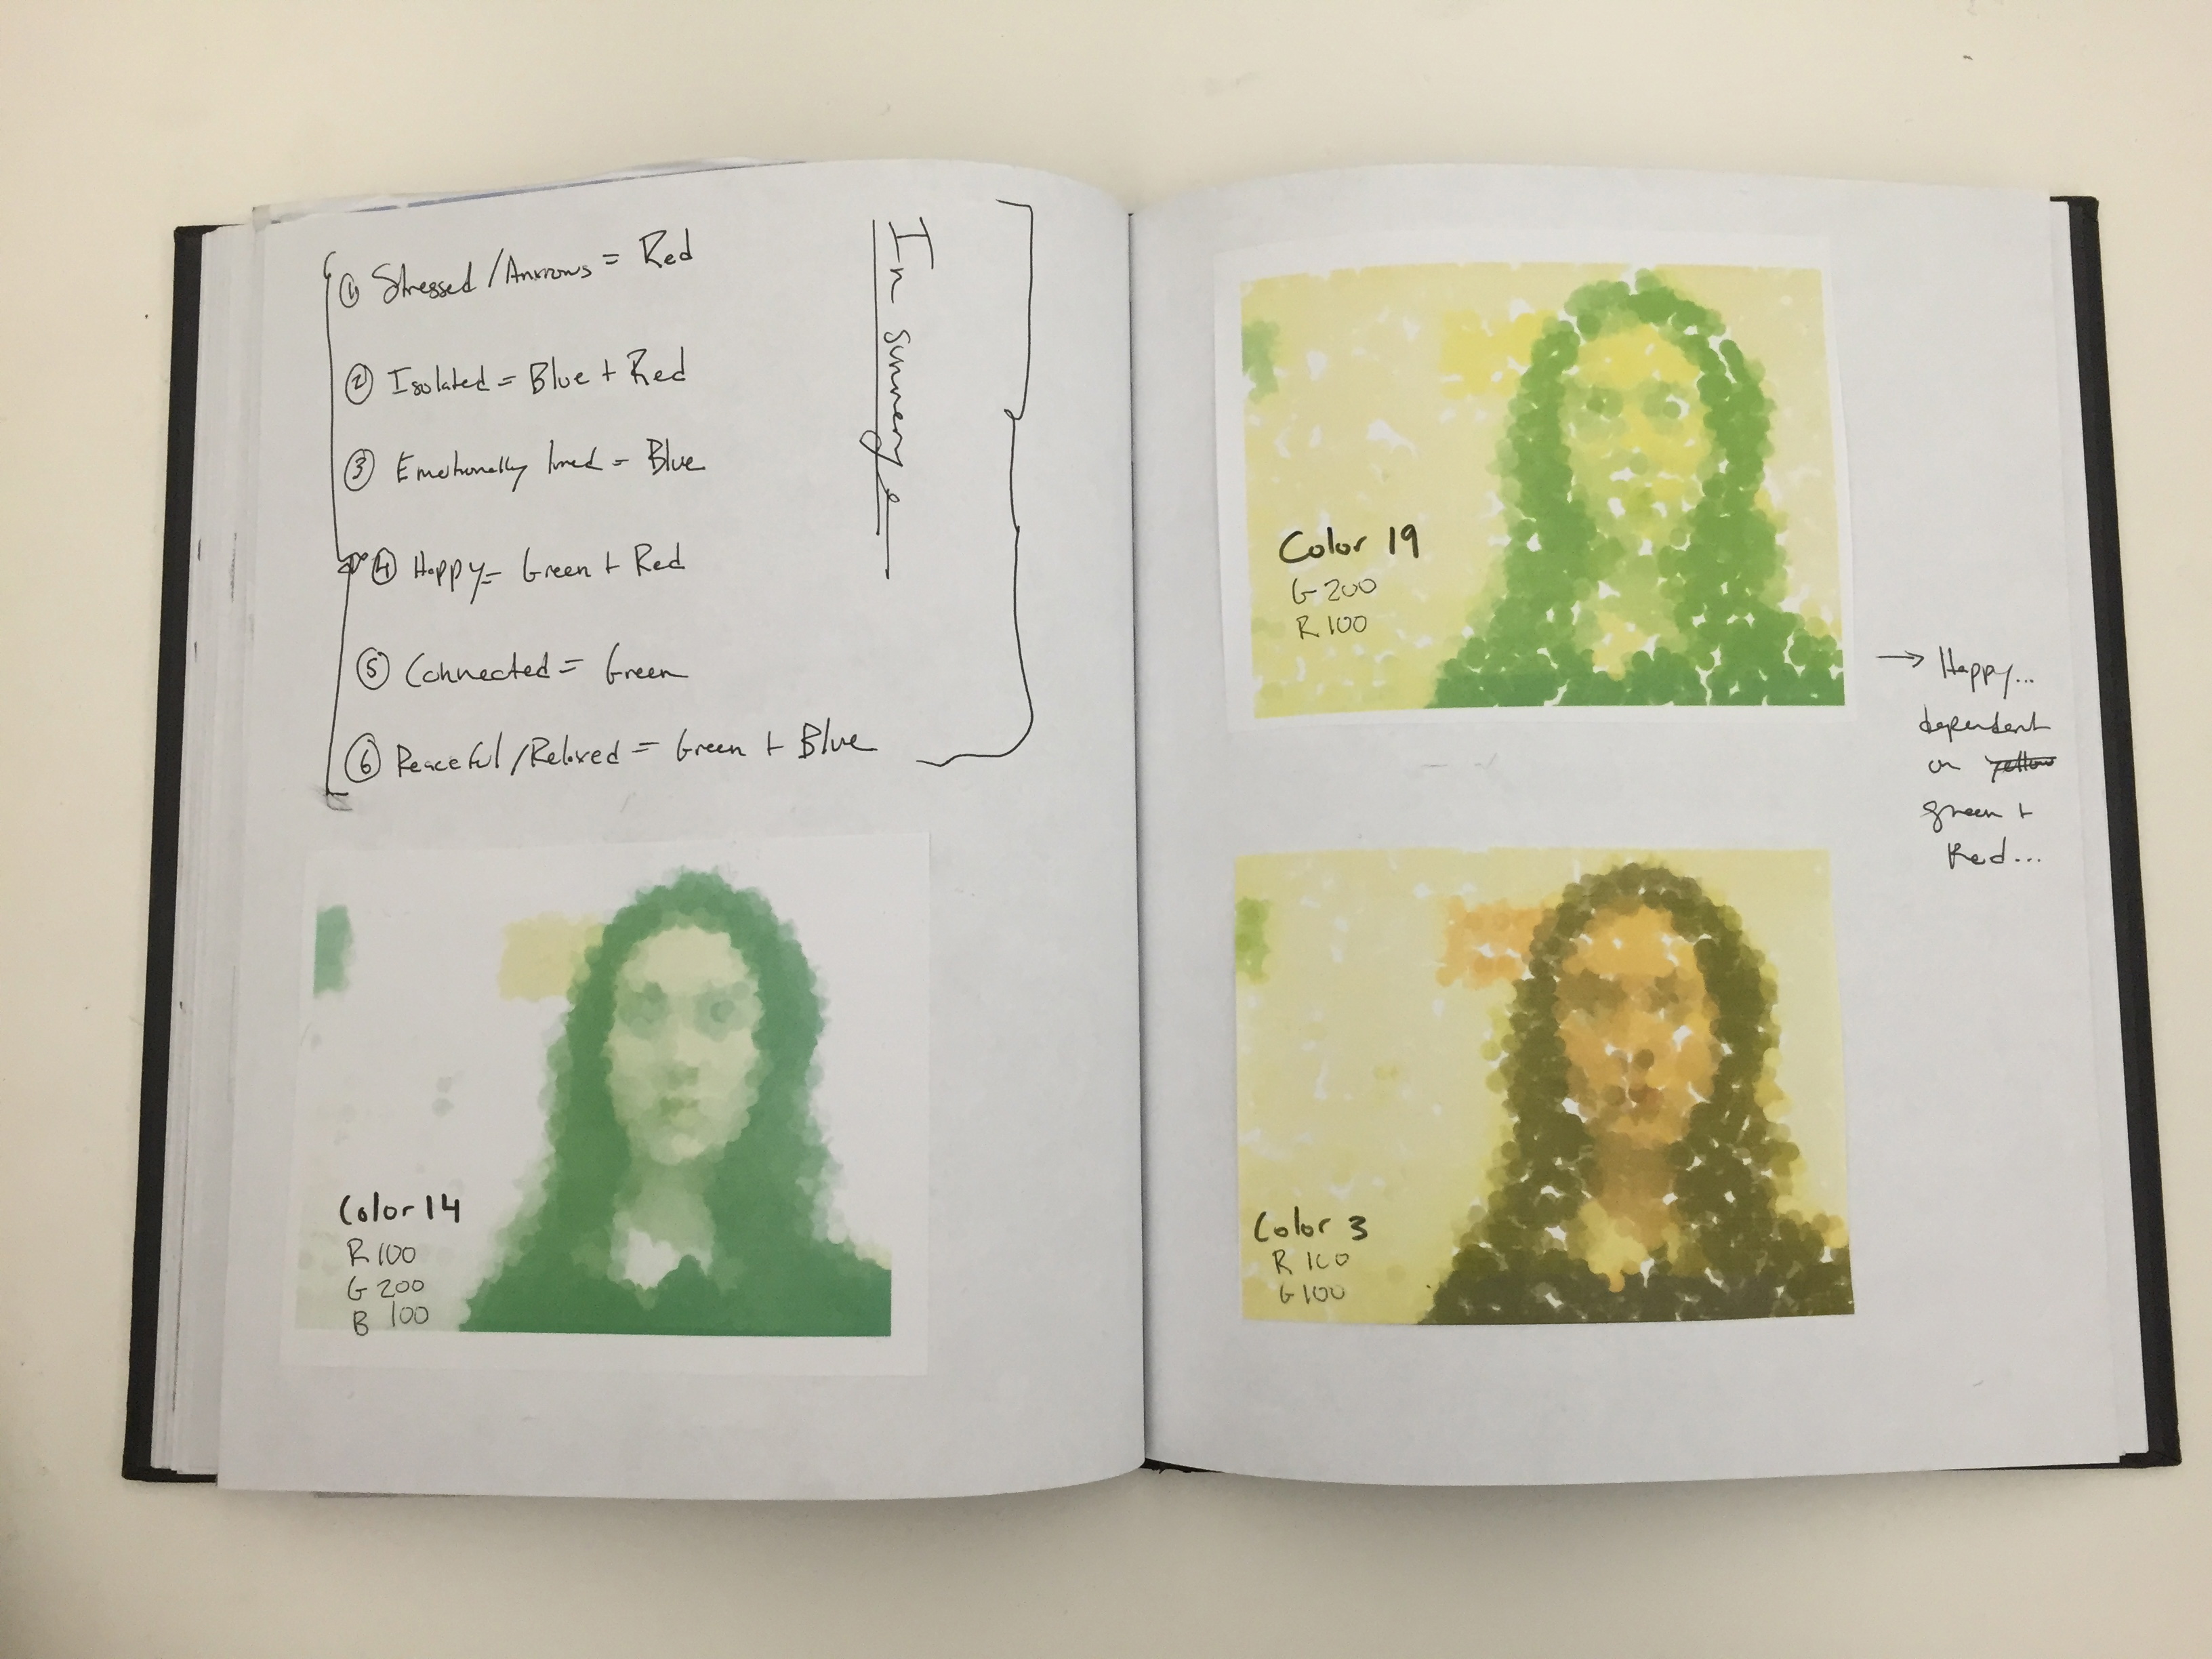 ① Stressed/Anxious = Red
② Isolated = Blue + Red
③ Emotionally tired = Blue
④ Happy = Green + Red
⑤ Connected = Green
⑥ Peaceful/Relaxed = Green + Blue
In summery
Color 14
R 100
G 200
B 100
Color 19
G 200
R 100
→ Happy...
dependent
on yellow
green +
Red...
Color 3
R 100
G 100